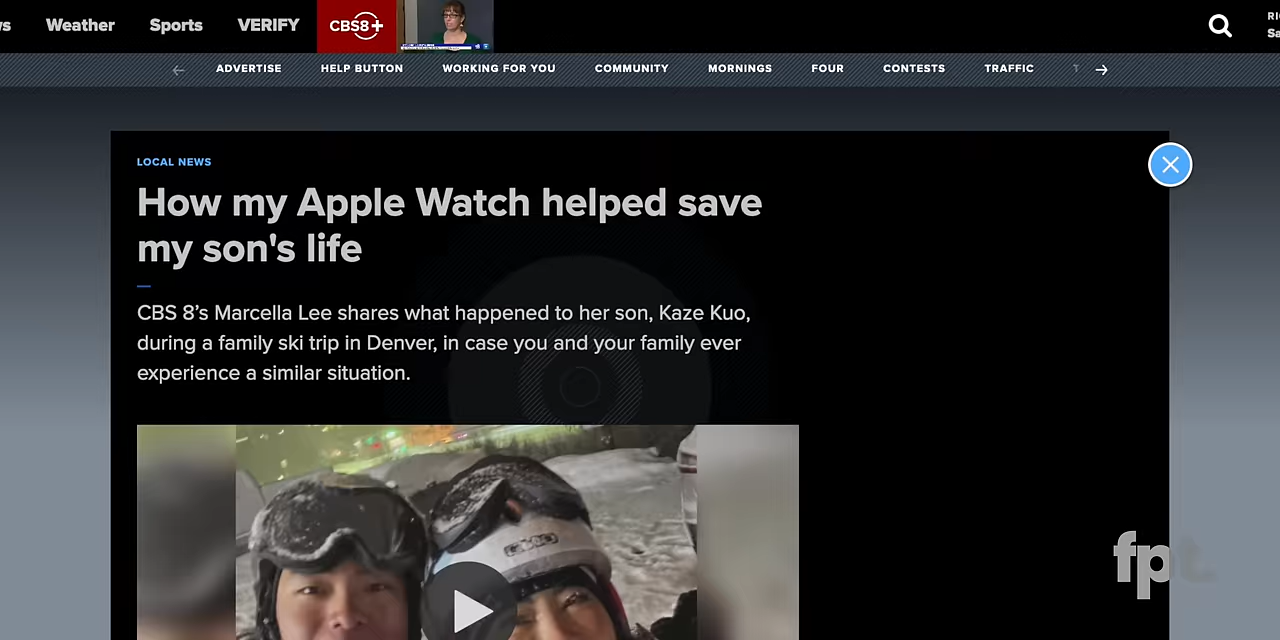 Weather Sports VERIFY CBS8+
ADVERTISE HELP BUTTON WORKING FOR YOU COMMUNITY MORNINGS FOUR CONTESTS TRAFFIC
LOCAL NEWS
How my Apple Watch helped save
my son's life
CBS 8’s Marcella Lee shares what happened to her son, Kaze Kuo,
during a family ski trip in Denver, in case you and your family ever
experience a similar situation.
fpt.